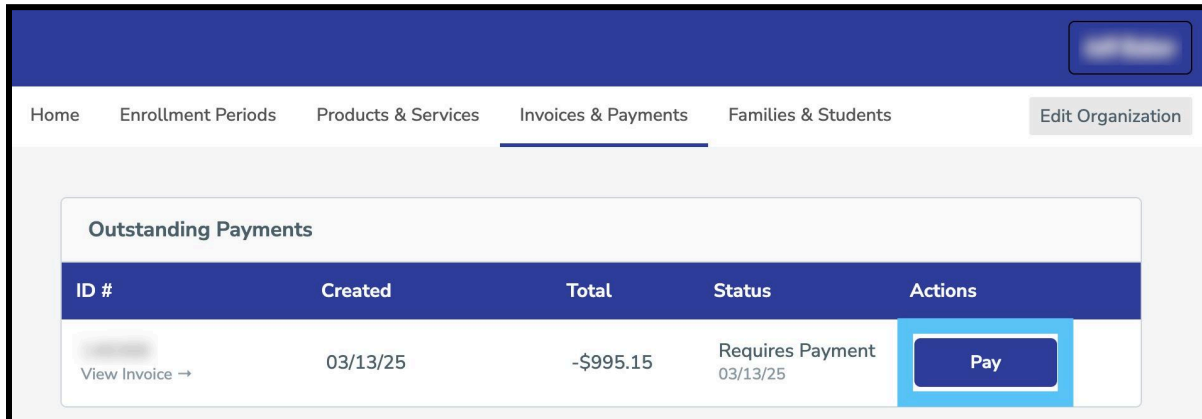 Home Enrollment Periods Products & Services Invoices & Payments Families & Students Edit Organization
Outstanding Payments
ID # Created Total Status Actions
03/13/25 -$995.15 Requires Payment Pay
View Invoice → 03/13/25